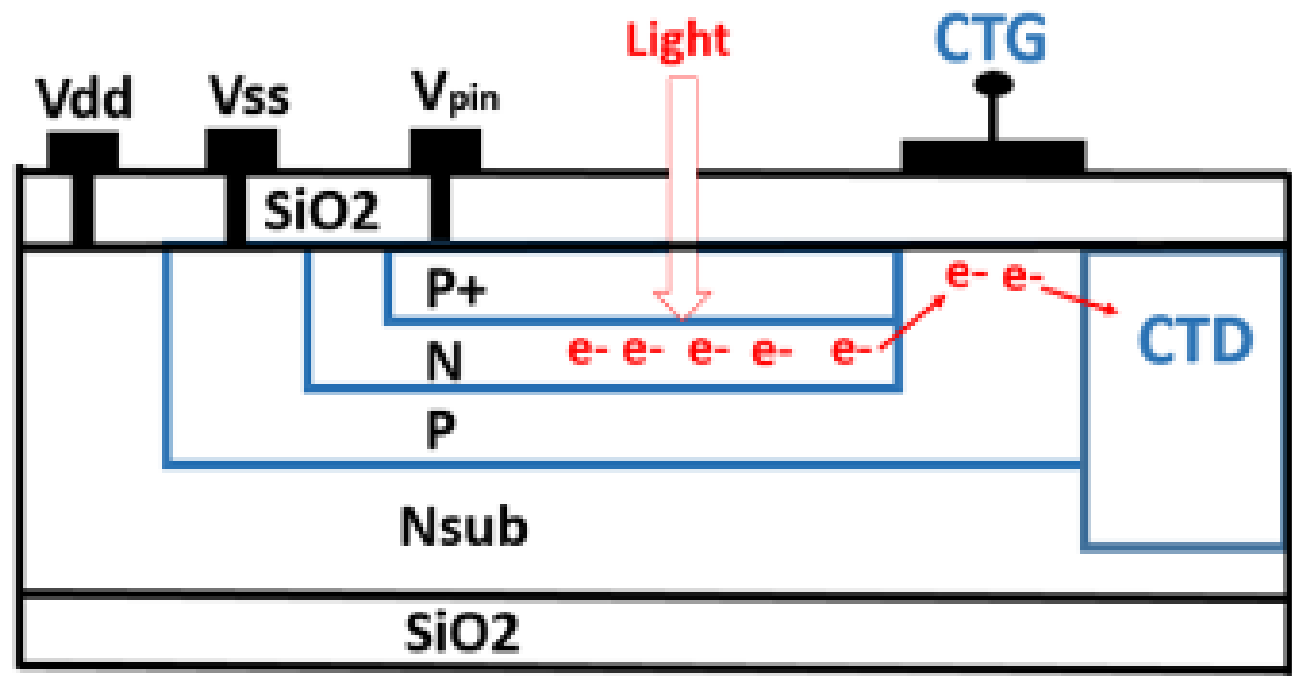 Light
CTG
Vdd
Vss
Vpin
SiO2
P+
e- e-
e- e- e- e- e-
CTD
N
P
Nsub
SiO2